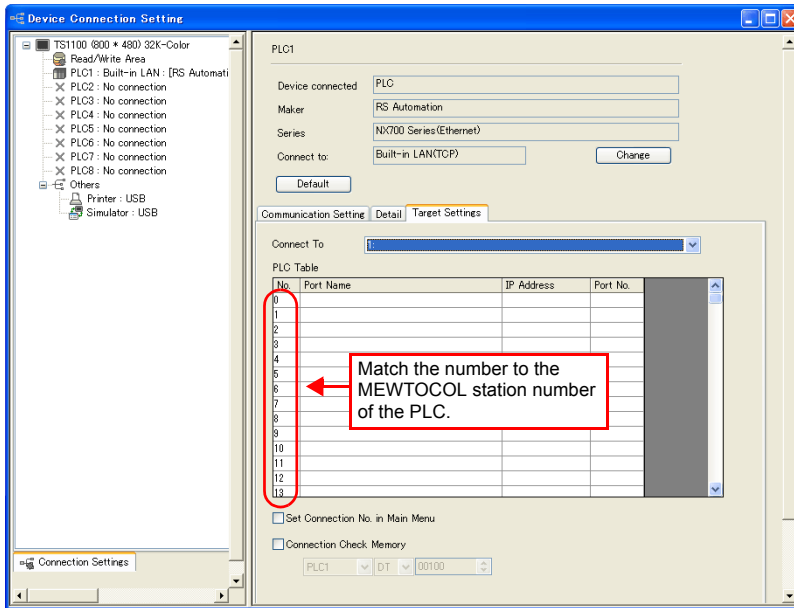 Device Connection Setting
TS1100 (800 * 480) 32K-Color
Read/Write Area
PLC1 : Built-in LAN : [RS Automati
PLC2 : No connection
PLC3 : No connection
PLC4 : No connection
PLC5 : No connection
PLC6 : No connection
PLC7 : No connection
PLC8 : No connection
Others
Printer : USB
Simulator : USB
Connection Settings
PLC1
Device connected PLC
Maker RS Automation
Series NX700 Series(Ethernet)
Connect to: Built-in LAN(TCP) Change
Default
Communication Setting Detail Target Settings
Connect To 1:
PLC Table
No. Port Name IP Address Port No.
0
1
2
3
4
5
6
7
8
9
10
11
12
13
Match the number to the
MEWTOCOL station number
of the PLC.
Set Connection No. in Main Menu
Connection Check Memory
PLC1 DT 00100